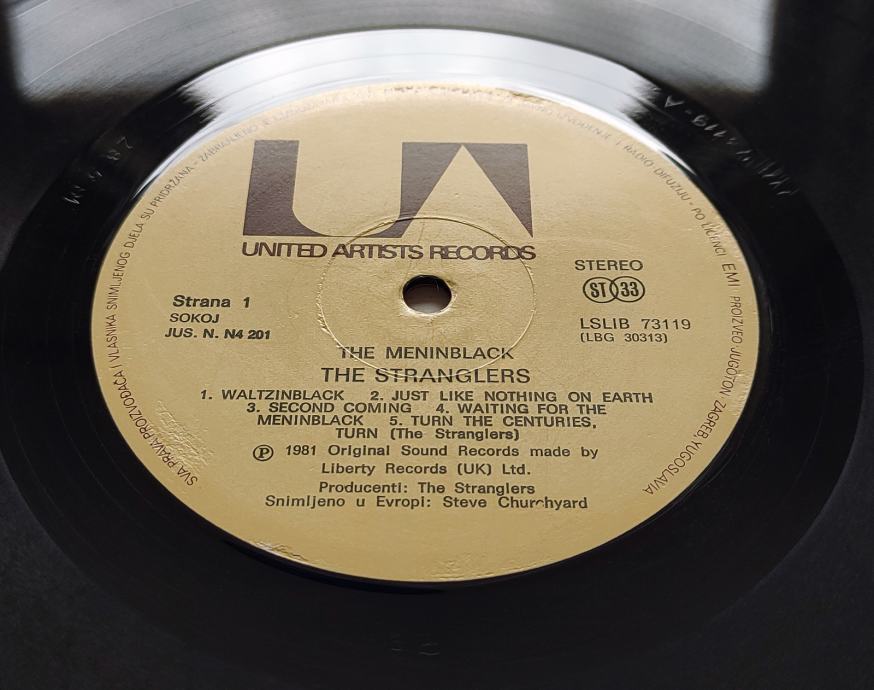 UA
UNITED ARTISTS RECORDS
STEREO
ST 33
Strana 1
SOKOJ
JUS. N. N4 201
LSLIB 73119
(LBG 30313)
THE MENINBLACK
THE STRANGLERS
1. WALTZINBLACK 2. JUST LIKE NOTHING ON EARTH
3. SECOND COMING 4. WAITING FOR THE
MENINBLACK 5. TURN THE CENTURIES,
TURN (The Stranglers)
Ⓟ 1981 Original Sound Records made by
Liberty Records (UK) Ltd.
Producenti: The Stranglers
Snimljeno u Evropi: Steve Churchyard
SVA PRAVA PROIZVOĐAČA I VLASNIKA SNIMLJENOG DJELA SU PRIDRŽANA - ZABRANJENO I RADIO DIFUZIJU - PO LICENCI EMI PROIZVEO JUGOTON ZAGREB, YUGOSLAVIA